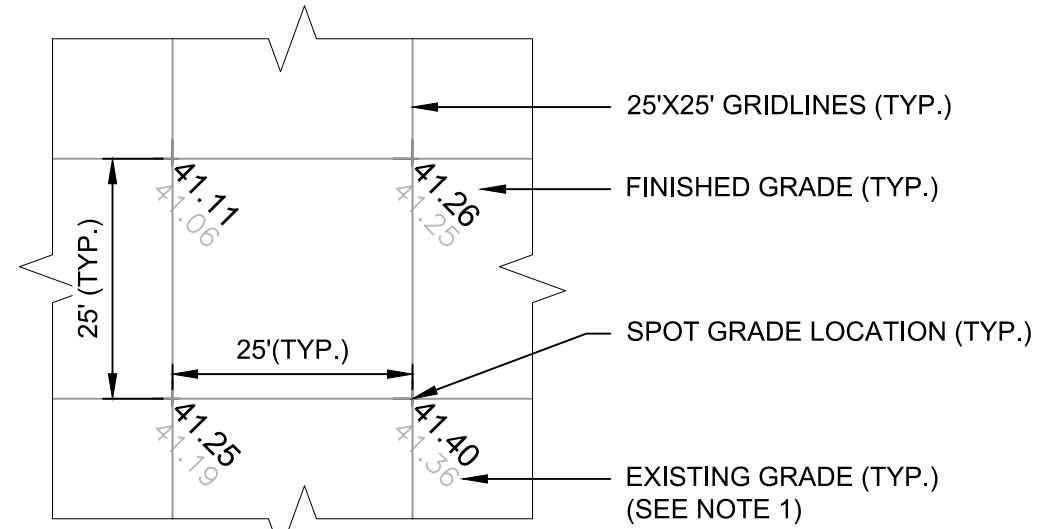 25'X25' GRIDLINES (TYP.)
41.11
41.06
41.26
41.25
FINISHED GRADE (TYP.)
25' (TYP.)
25'(TYP.)
SPOT GRADE LOCATION (TYP.)
41.25
41.19
41.40
41.36
EXISTING GRADE (TYP.)
(SEE NOTE 1)